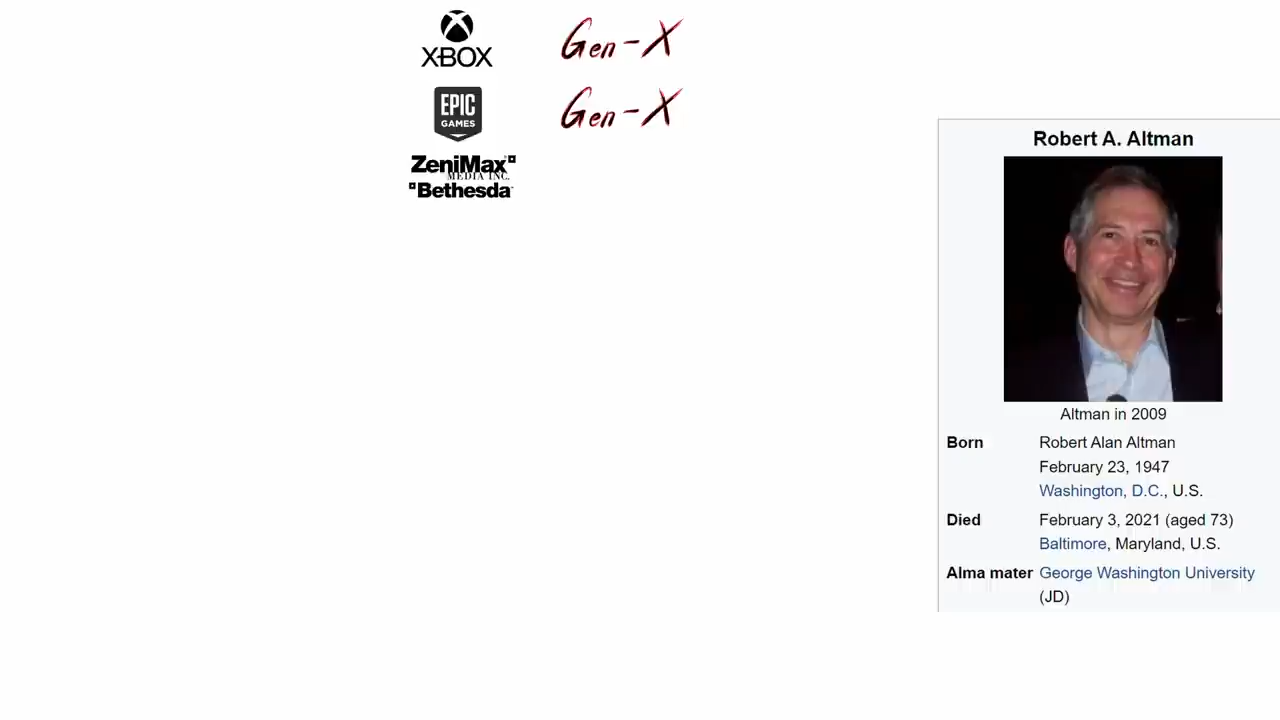 XBOX
Gen-X
EPIC
GAMES
Gen-X
ZeniMax
MEDIA INC.
Bethesda
Robert A. Altman
Altman in 2009
Born Robert Alan Altman
February 23, 1947
Washington, D.C., U.S.
Died February 3, 2021 (aged 73)
Baltimore, Maryland, U.S.
Alma mater George Washington University
(JD)